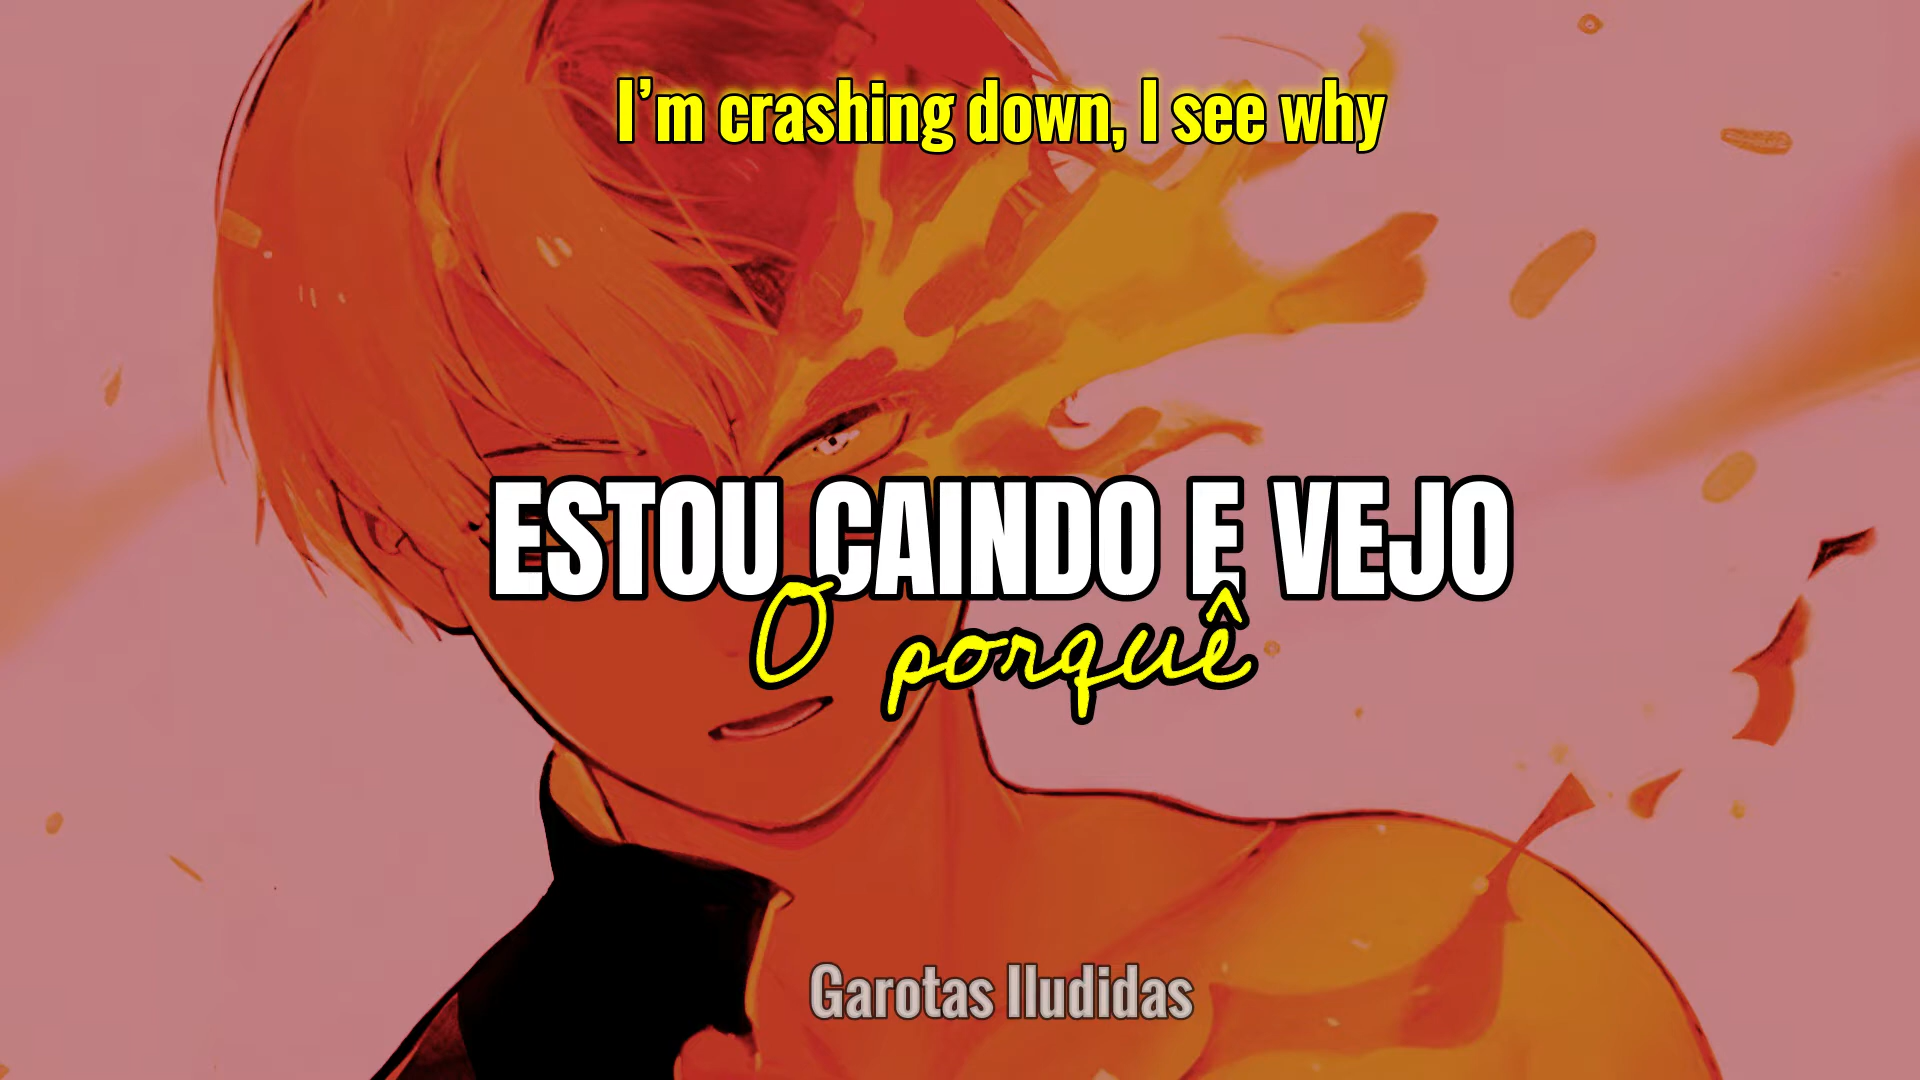 I’m crashing down, I see why
ESTOU CAINDO E VEJO
O porquê
Garotas Iludidas